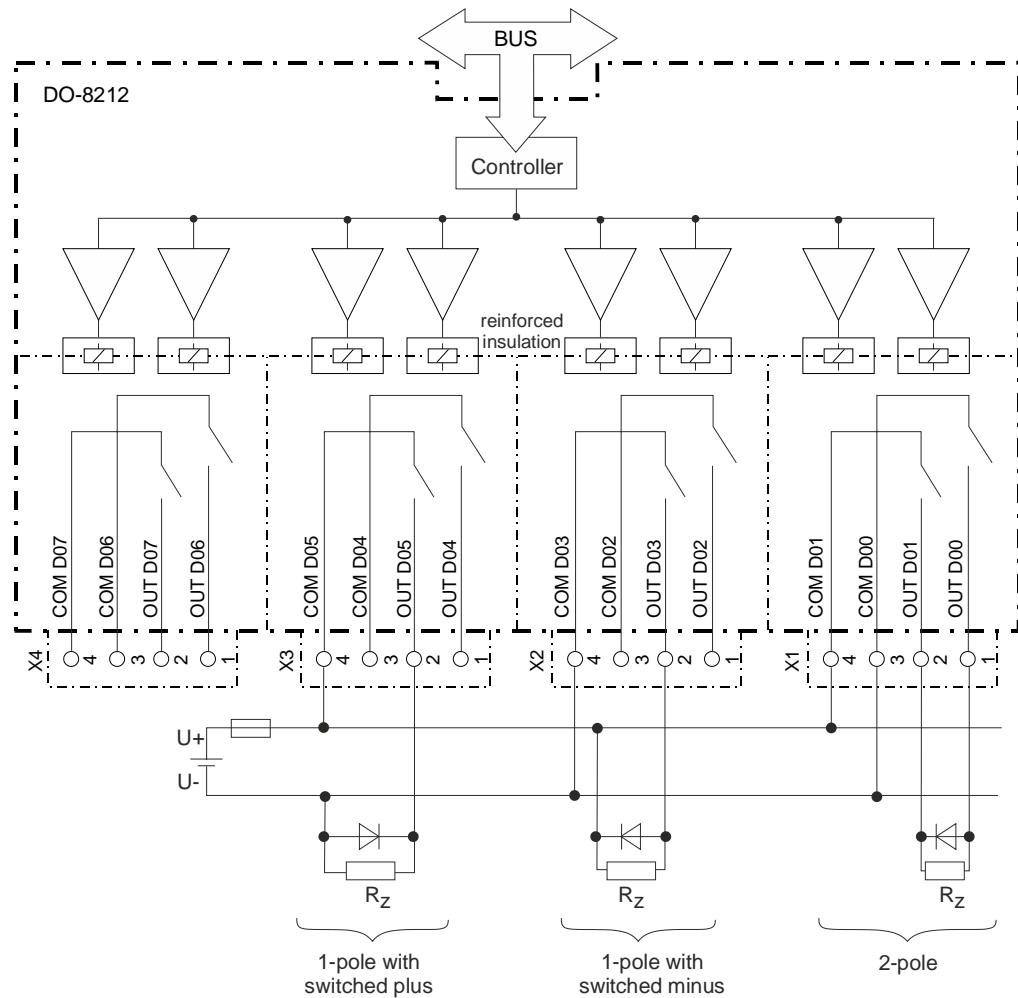 BUS
DO-8212
Controller
reinforced
insulation
COM D07
COM D06
OUT D07
OUT D06
COM D05
COM D04
OUT D05
OUT D04
COM D03
COM D02
OUT D03
OUT D02
COM D01
COM D00
OUT D01
OUT D00
X4
4
3
2
1
X3
4
3
2
1
X2
4
3
2
1
X1
4
3
2
1
U+
U-
RZ
RZ
RZ
1-pole with
switched plus
1-pole with
switched minus
2-pole